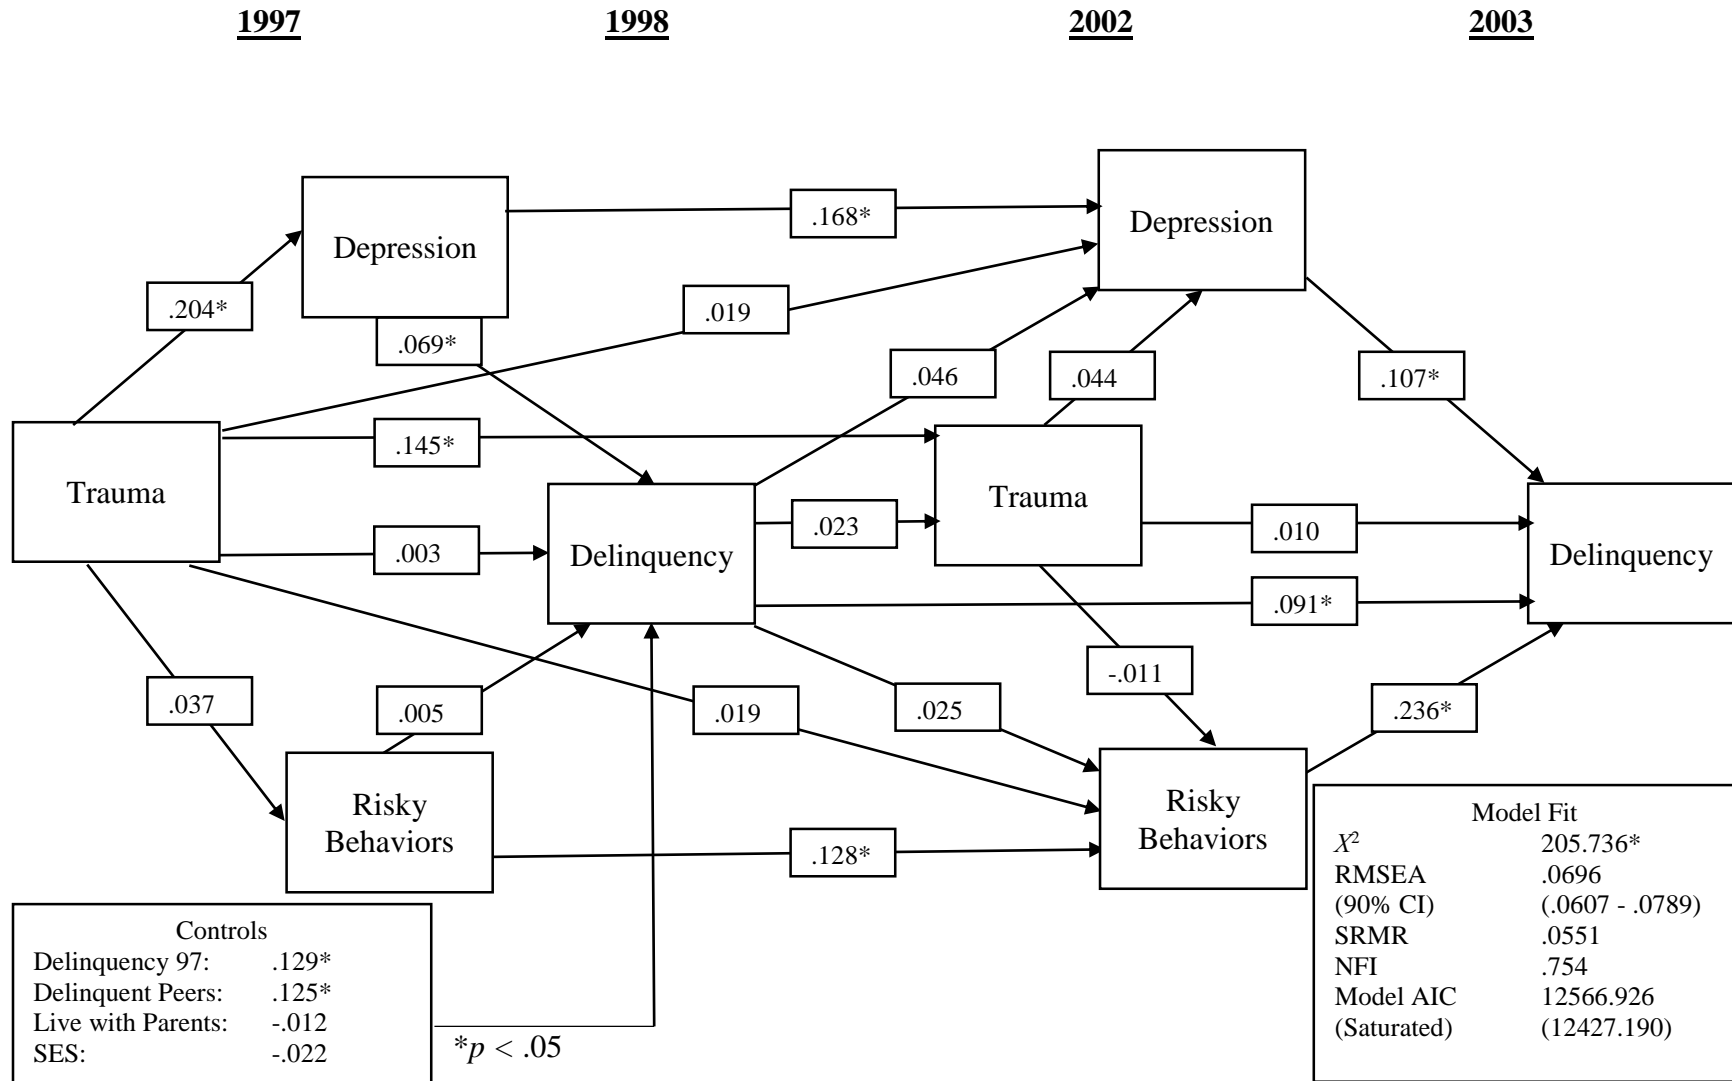 1997 1998 2002 2003
Depression
Depression
.168*
.204*
.019
.069*
.046
.044
.107*
.145*
Trauma
Trauma
.003
Delinquency
.023
.010
Delinquency
.091*
.037
.005
.019
.025
-.011
.236*
Risky
Behaviors
Risky
Behaviors
.128*
Model Fit
X² 205.736*
RMSEA .0696
(90% CI) (.0607 - .0789)
SRMR .0551
NFI .754
Model AIC 12566.926
(Saturated) (12427.190)
Controls
Delinquency 97: .129*
Delinquent Peers: .125*
Live with Parents: -.012
SES: -.022
*p < .05